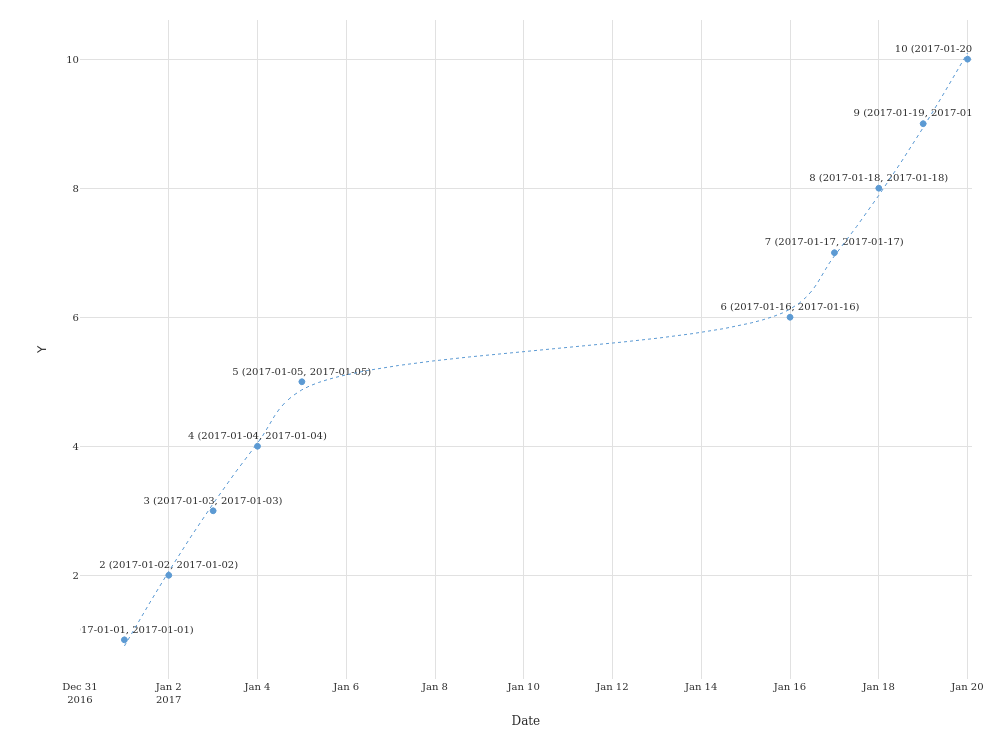 10 (2017-01-20
10
9 (2017-01-19, 2017-01
8 (2017-01-18, 2017-01-18)
8
7 (2017-01-17, 2017-01-17)
6 (2017-01-16, 2017-01-16)
6
Y
5 (2017-01-05, 2017-01-05)
4 (2017-01-04, 2017-01-04)
4
3 (2017-01-03, 2017-01-03)
2 (2017-01-02, 2017-01-02)
2
17-01-01, 2017-01-01)
Dec 31 Jan 2 Jan 4 Jan 6 Jan 8 Jan 10 Jan 12 Jan 14 Jan 16 Jan 18 Jan 20
2016 2017
Date